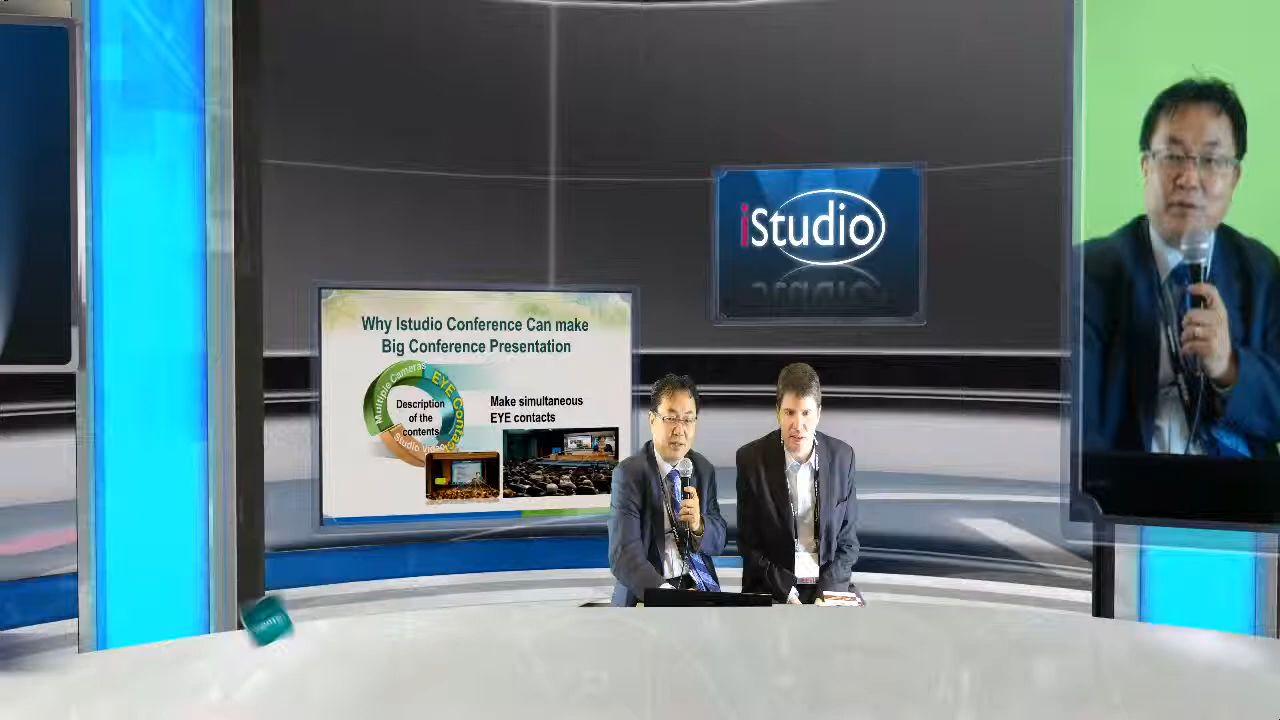 iStudio
Why Istudio Conference Can make
Big Conference Presentation
Multiple Cameras
EYE Contact
Description
of the
contents
Make simultaneous
EYE contacts